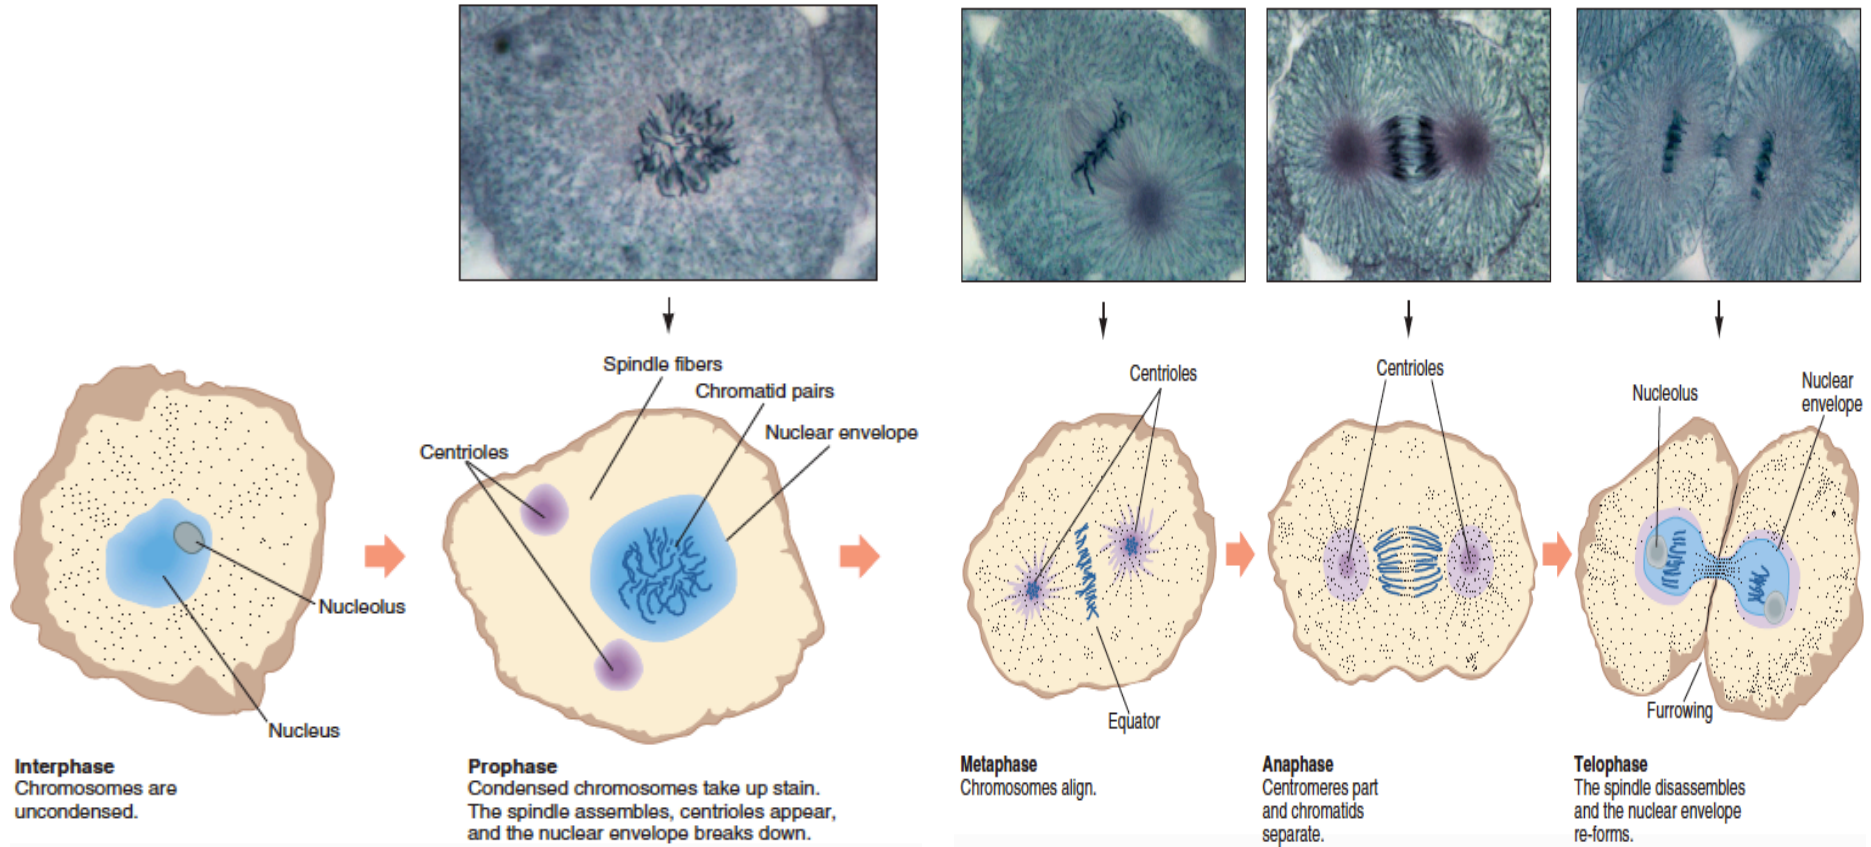 Nucleolus
Nucleus
Interphase
Chromosomes are
uncondensed.
Spindle fibers
Chromatid pairs
Nuclear envelope
Centrioles
Prophase
Condensed chromosomes take up stain.
The spindle assembles, centrioles appear,
and the nuclear envelope breaks down.
Centrioles
Equator
Metaphase
Chromosomes align.
Centrioles
Anaphase
Centromeres part
and chromatids
separate.
Nucleolus
Nuclear
envelope
Furrowing
Telophase
The spindle disassembles
and the nuclear envelope
re-forms.